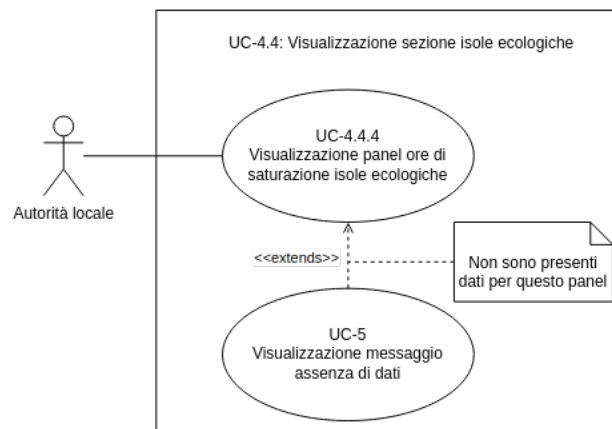 UC-4.4: Visualizzazione sezione isole ecologiche
UC-4.4.4
Visualizzazione panel ore di
saturazione isole ecologiche
Autorità locale
<<extends>>
Non sono presenti
dati per questo panel
UC-5
Visualizzazione messaggio
assenza di dati